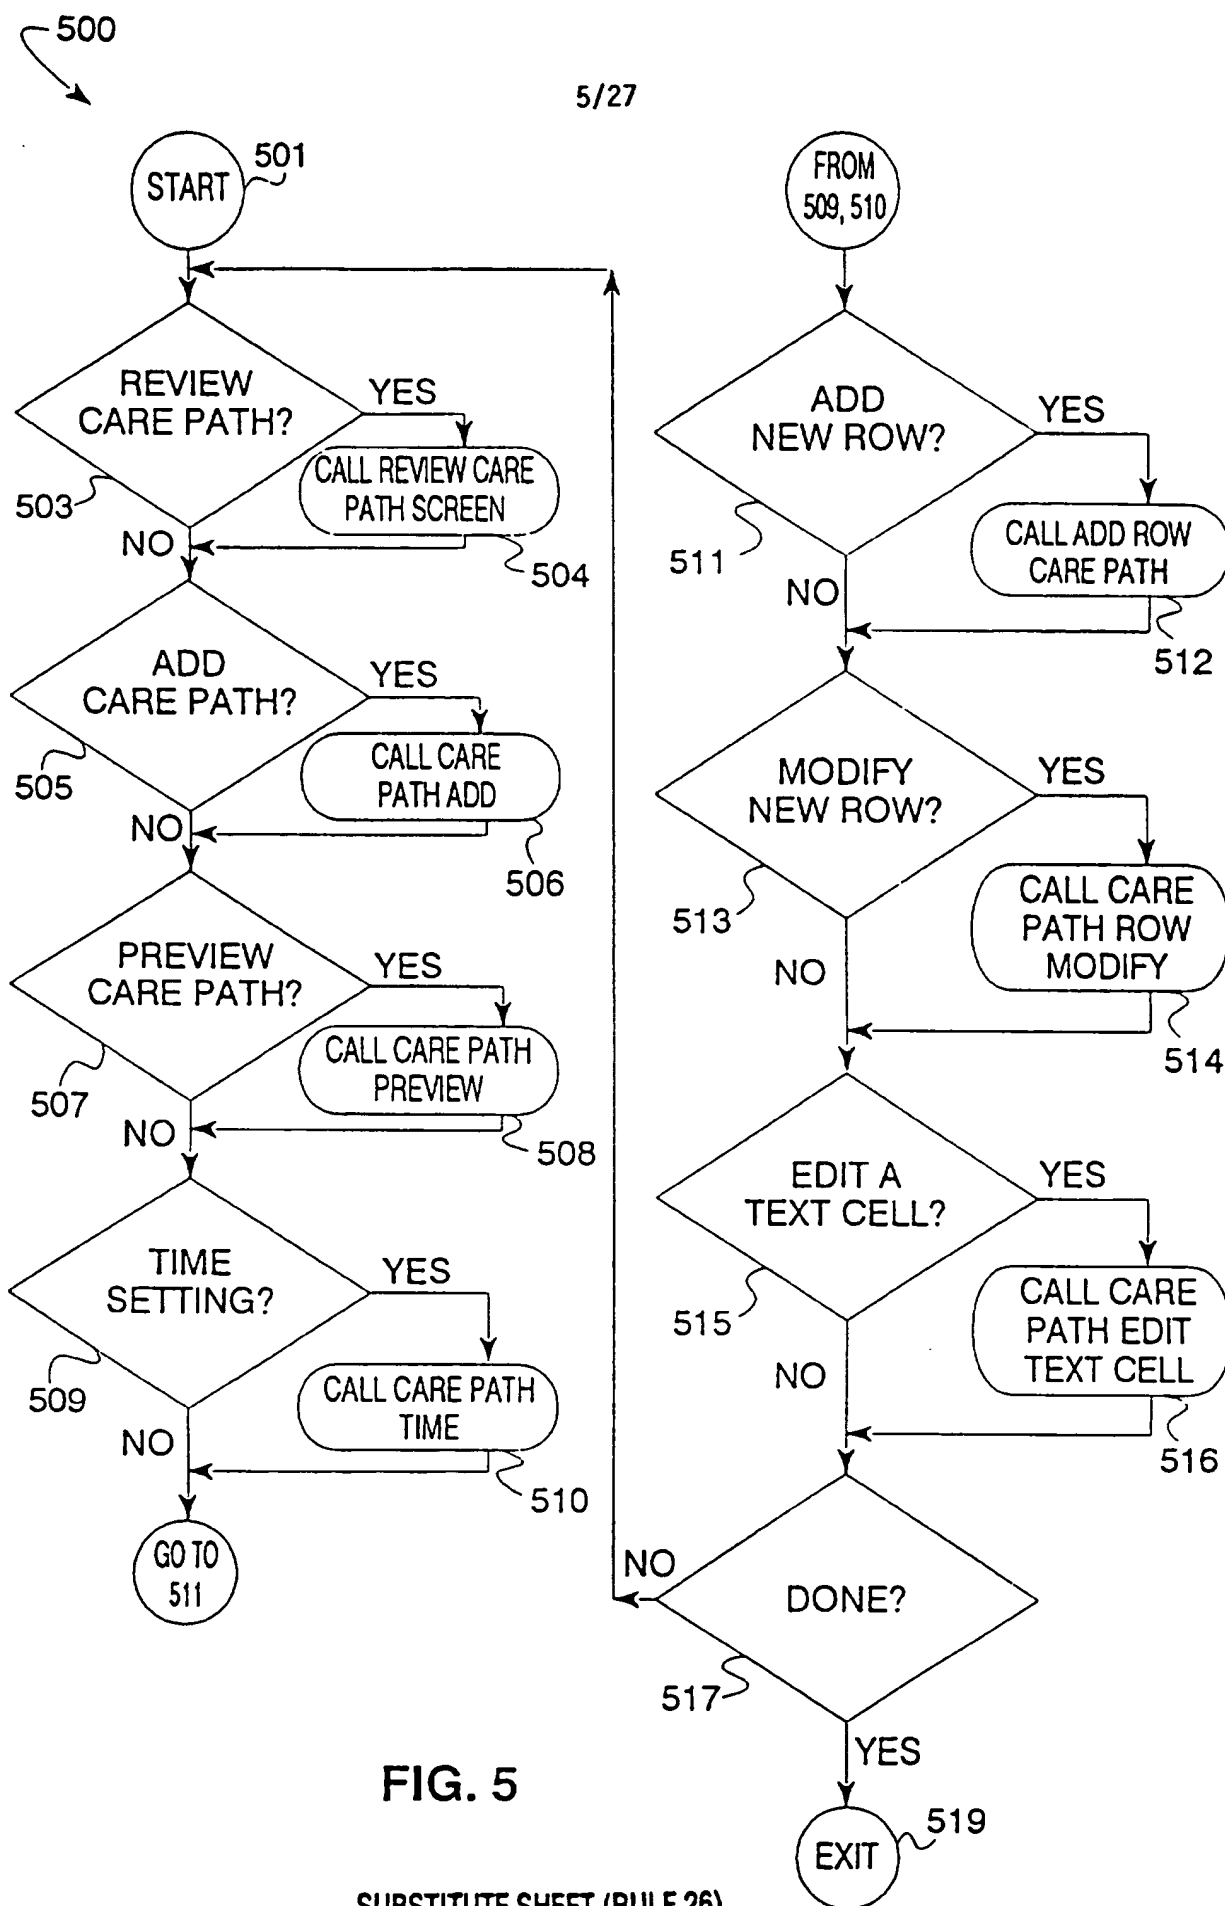 500
5/27
START
501
REVIEW
CARE PATH?
YES
503
CALL REVIEW CARE
PATH SCREEN
NO
504
ADD
CARE PATH?
YES
505
CALL CARE
PATH ADD
NO
506
PREVIEW
CARE PATH?
YES
507
CALL CARE PATH
PREVIEW
NO
508
TIME
SETTING?
YES
509
CALL CARE PATH
TIME
NO
510
GO TO
511
FROM
509, 510
ADD
NEW ROW?
YES
511
CALL ADD ROW
CARE PATH
NO
512
MODIFY
NEW ROW?
YES
513
CALL CARE
PATH ROW
MODIFY
NO
514
EDIT A
TEXT CELL?
YES
515
CALL CARE
PATH EDIT
TEXT CELL
NO
516
NO
DONE?
517
YES
EXIT
519
FIG. 5
SUBSTITUTE SHEET (RULE 26)